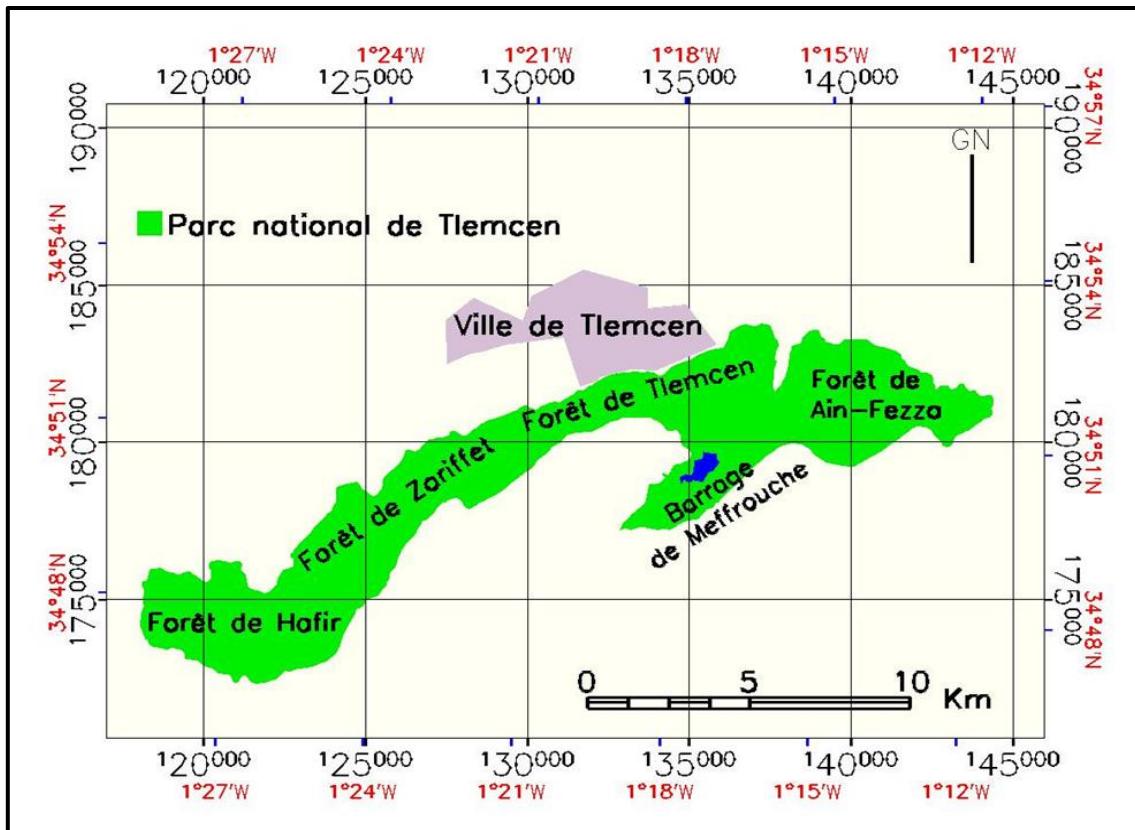 1°27'W 1°24'W 1°21'W 1°18'W 1°15'W 1°12'W
120000 125000 130000 135000 140000 145000
34°57'N
190000 190000
GN
Parc national de Tlemcen
34°54'N
185000 185000
34°54'N
Ville de Tlemcen
Forêt de Tlemcen
Forêt de
Ain-Fezza
34°51'N
180000 180000
34°51'N
Forêt de Zariffet
Barrage
de Meffrouche
34°48'N
175000 175000
34°48'N
Forêt de Hafir
0 5 10 Km
120000 125000 130000 135000 140000 145000
1°27'W 1°24'W 1°21'W 1°18'W 1°15'W 1°12'W